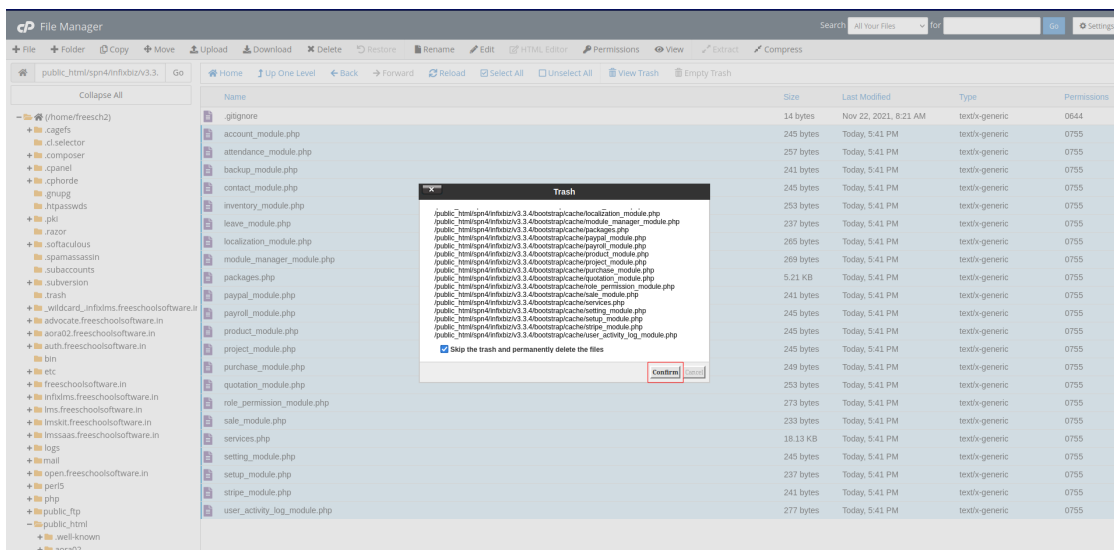 cP File Manager
Search All Your Files for Go Settings
+ File + Folder Copy Move Upload Download Delete Restore Rename Edit HTML Editor Permissions View Extract Compress
public_html/spn4/infixbiz/v3.3. Go Home Up One Level Back Forward Reload Select All Unselect All View Trash Empty Trash
Collapse All
Name Size Last Modified Type Permissions
(/home/freesch2)
.cagefs
.cl.selector
.composer
.cpanel
.cphorde
.gnupg
.htpasswds
.pki
.razor
.softaculous
.spamassassin
.subaccounts
.subversion
.trash
_wildcard_.infixlms.freeschoolsoftware.i
advocate.freeschoolsoftware.in
aora02.freeschoolsoftware.in
auth.freeschoolsoftware.in
bin
etc
freeschoolsoftware.in
infixlms.freeschoolsoftware.in
lms.freeschoolsoftware.in
lmskit.freeschoolsoftware.in
lmssaas.freeschoolsoftware.in
logs
mail
open.freeschoolsoftware.in
perl5
php
public_ftp
public_html
.well-known
aora02
.gitignore 14 bytes Nov 22, 2021, 8:21 AM text/x-generic 0644
account_module.php 245 bytes Today, 5:41 PM text/x-generic 0755
attendance_module.php 257 bytes Today, 5:41 PM text/x-generic 0755
backup_module.php 241 bytes Today, 5:41 PM text/x-generic 0755
contact_module.php 245 bytes Today, 5:41 PM text/x-generic 0755
inventory_module.php 253 bytes Today, 5:41 PM text/x-generic 0755
leave_module.php 237 bytes Today, 5:41 PM text/x-generic 0755
localization_module.php 265 bytes Today, 5:41 PM text/x-generic 0755
module_manager_module.php 269 bytes Today, 5:41 PM text/x-generic 0755
packages.php 5.21 KB Today, 5:41 PM text/x-generic 0755
paypal_module.php 241 bytes Today, 5:41 PM text/x-generic 0755
payroll_module.php 245 bytes Today, 5:41 PM text/x-generic 0755
product_module.php 245 bytes Today, 5:41 PM text/x-generic 0755
project_module.php 245 bytes Today, 5:41 PM text/x-generic 0755
purchase_module.php 249 bytes Today, 5:41 PM text/x-generic 0755
quotation_module.php 253 bytes Today, 5:41 PM text/x-generic 0755
role_permission_module.php 273 bytes Today, 5:41 PM text/x-generic 0755
sale_module.php 233 bytes Today, 5:41 PM text/x-generic 0755
services.php 18.13 KB Today, 5:41 PM text/x-generic 0755
setting_module.php 245 bytes Today, 5:41 PM text/x-generic 0755
setup_module.php 237 bytes Today, 5:41 PM text/x-generic 0755
stripe_module.php 241 bytes Today, 5:41 PM text/x-generic 0755
user_activity_log_module.php 277 bytes Today, 5:41 PM text/x-generic 0755
Trash
/public_html/spn4/infixbiz/v3.3.4/bootstrap/cache/localization_module.php
/public_html/spn4/infixbiz/v3.3.4/bootstrap/cache/module_manager_module.php
/public_html/spn4/infixbiz/v3.3.4/bootstrap/cache/packages.php
/public_html/spn4/infixbiz/v3.3.4/bootstrap/cache/paypal_module.php
/public_html/spn4/infixbiz/v3.3.4/bootstrap/cache/payroll_module.php
/public_html/spn4/infixbiz/v3.3.4/bootstrap/cache/product_module.php
/public_html/spn4/infixbiz/v3.3.4/bootstrap/cache/project_module.php
/public_html/spn4/infixbiz/v3.3.4/bootstrap/cache/purchase_module.php
/public_html/spn4/infixbiz/v3.3.4/bootstrap/cache/quotation_module.php
/public_html/spn4/infixbiz/v3.3.4/bootstrap/cache/role_permission_module.php
/public_html/spn4/infixbiz/v3.3.4/bootstrap/cache/sale_module.php
/public_html/spn4/infixbiz/v3.3.4/bootstrap/cache/services.php
/public_html/spn4/infixbiz/v3.3.4/bootstrap/cache/setting_module.php
/public_html/spn4/infixbiz/v3.3.4/bootstrap/cache/setup_module.php
/public_html/spn4/infixbiz/v3.3.4/bootstrap/cache/stripe_module.php
/public_html/spn4/infixbiz/v3.3.4/bootstrap/cache/user_activity_log_module.php
Skip the trash and permanently delete the files
Confirm Cancel